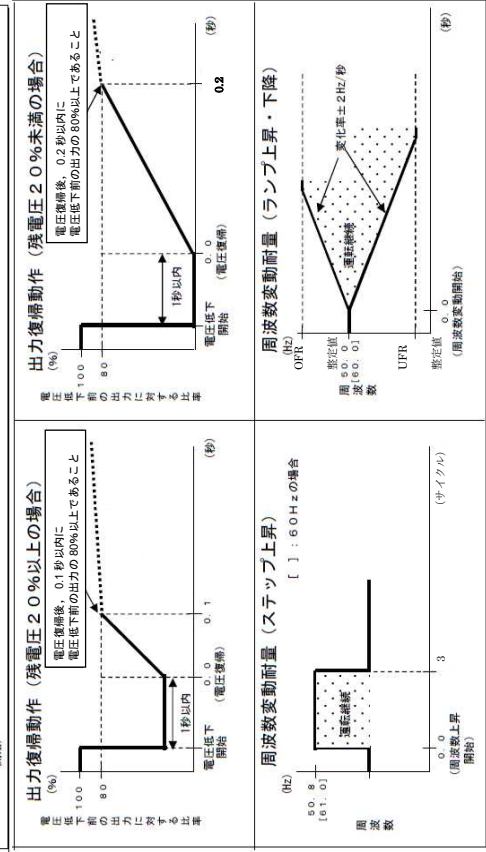 出力復帰動作（残電圧２０％以上の場合）
(%)
100
80
電圧低下前の出力に対する比率
電圧復帰後，0.1秒以内に
電圧低下前の出力の80%以上であること
1秒以内
電圧低下
開始
0.0
(電圧復帰)
0.1
(秒)
出力復帰動作（残電圧２０％未満の場合）
(%)
100
80
電圧低下前の出力に対する比率
電圧復帰後，0.2秒以内に
電圧低下前の出力の80%以上であること
1秒以内
電圧低下
開始
0.0
(電圧復帰)
0.2
(秒)
周波数変動耐量（ステップ上昇）
[ ]：60Hzの場合
(Hz)
50.8
[61.0]
周波数
運転継続
0.0
(周波数上昇
開始)
3
(サイクル)
周波数変動耐量（ランプ上昇・下降）
(Hz)
OFR
整定値
周波数
50.0
[60.0]
UFR
整定値
運転継続
変化率±2Hz/秒
0.0
(周波数変動開始)
(秒)